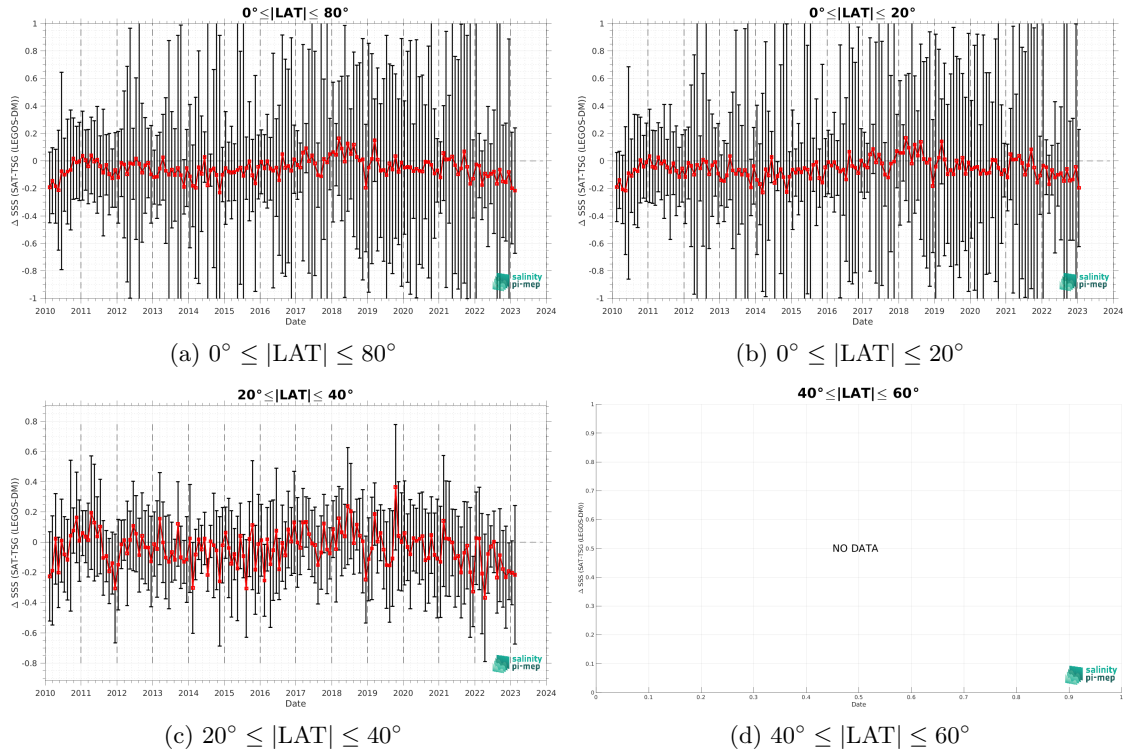 0°≤|LAT|≤ 80°
Δ SSS (SAT-TSG (LEGOS-DM))
1
0.8
0.6
0.4
0.2
0
-0.2
-0.4
-0.6
-0.8
-1
2010 2011 2012 2013 2014 2015 2016 2017 2018 2019 2020 2021 2022 2023 2024
Date
salinity
pi-mep
(a) 0° ≤ |LAT| ≤ 80°
0°≤|LAT|≤ 20°
Δ SSS (SAT-TSG (LEGOS-DM))
1
0.8
0.6
0.4
0.2
0
-0.2
-0.4
-0.6
-0.8
-1
2010 2011 2012 2013 2014 2015 2016 2017 2018 2019 2020 2021 2022 2023 2024
Date
salinity
pi-mep
(b) 0° ≤ |LAT| ≤ 20°
20°≤|LAT|≤ 40°
Δ SSS (SAT-TSG (LEGOS-DM))
0.8
0.6
0.4
0.2
0
-0.2
-0.4
-0.6
-0.8
2010 2011 2012 2013 2014 2015 2016 2017 2018 2019 2020 2021 2022 2023 2024
Date
salinity
pi-mep
(c) 20° ≤ |LAT| ≤ 40°
40°≤|LAT|≤ 60°
Δ SSS (SAT-TSG (LEGOS-DM))
1
0.9
0.8
0.7
0.6
0.5
0.4
0.3
0.2
0.1
0
NO DATA
0 0.1 0.2 0.3 0.4 0.5 0.6 0.7 0.8 0.9 1
Date
salinity
pi-mep
(d) 40° ≤ |LAT| ≤ 60°